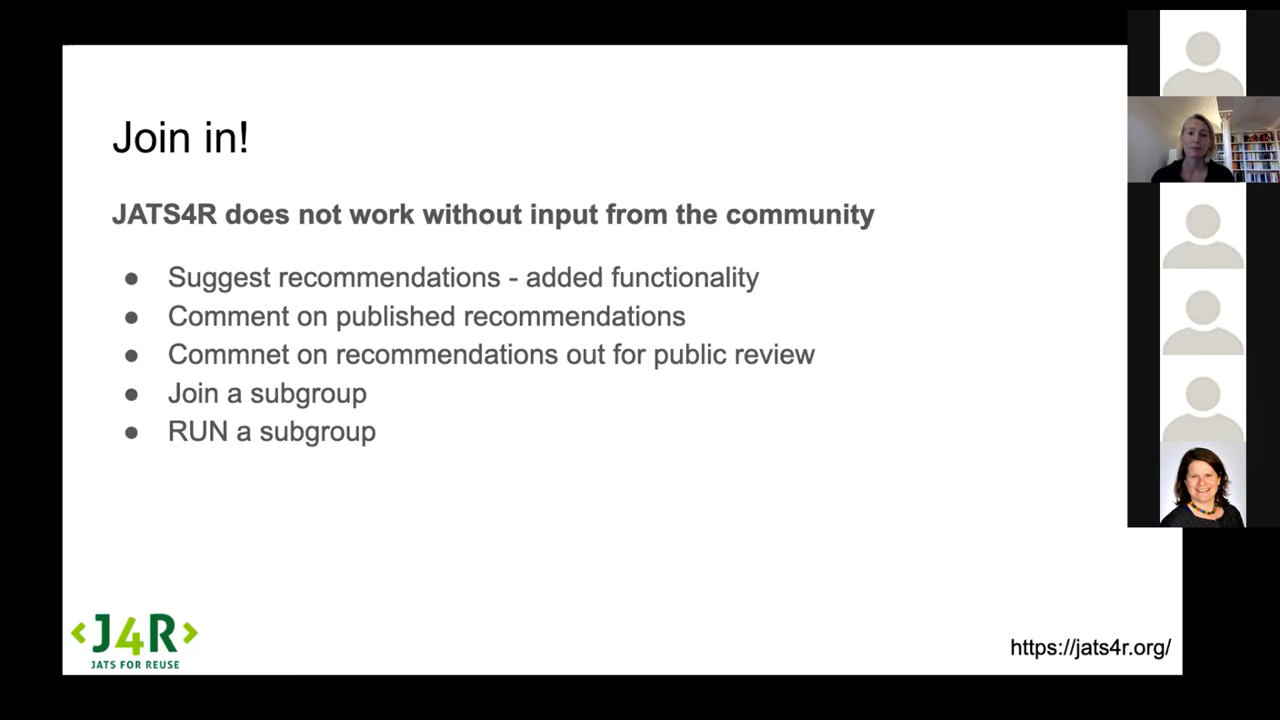 Join in!
JATS4R does not work without input from the community
● Suggest recommendations - added functionality
● Comment on published recommendations
● Commnet on recommendations out for public review
● Join a subgroup
● RUN a subgroup
<J4R>
JATS FOR REUSE
https://jats4r.org/